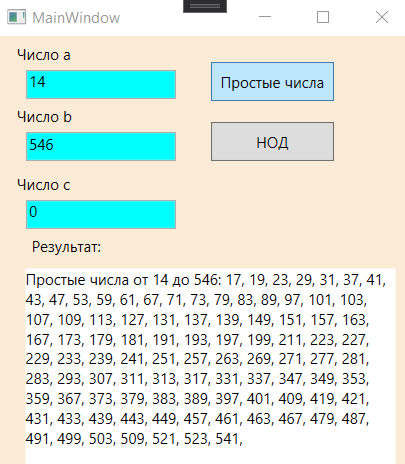 MainWindow
Число a
14
Простые числа
Число b
546
НОД
Число c
0
Результат:
Простые числа от 14 до 546: 17, 19, 23, 29, 31, 37, 41,
43, 47, 53, 59, 61, 67, 71, 73, 79, 83, 89, 97, 101, 103,
107, 109, 113, 127, 131, 137, 139, 149, 151, 157, 163,
167, 173, 179, 181, 191, 193, 197, 199, 211, 223, 227,
229, 233, 239, 241, 251, 257, 263, 269, 271, 277, 281,
283, 293, 307, 311, 313, 317, 331, 337, 347, 349, 353,
359, 367, 373, 379, 383, 389, 397, 401, 409, 419, 421,
431, 433, 439, 443, 449, 457, 461, 463, 467, 479, 487,
491, 499, 503, 509, 521, 523, 541,